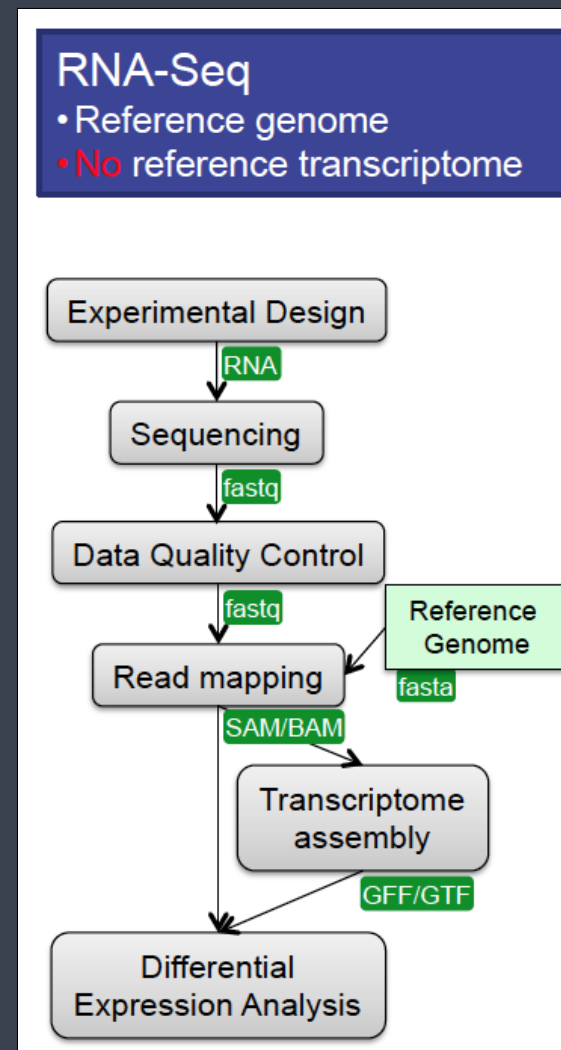 RNA-Seq
• Reference genome
• No reference transcriptome
Experimental Design
RNA
Sequencing
fastq
Data Quality Control
fastq
Reference
Genome
fasta
Read mapping
SAM/BAM
Transcriptome
assembly
GFF/GTF
Differential
Expression Analysis